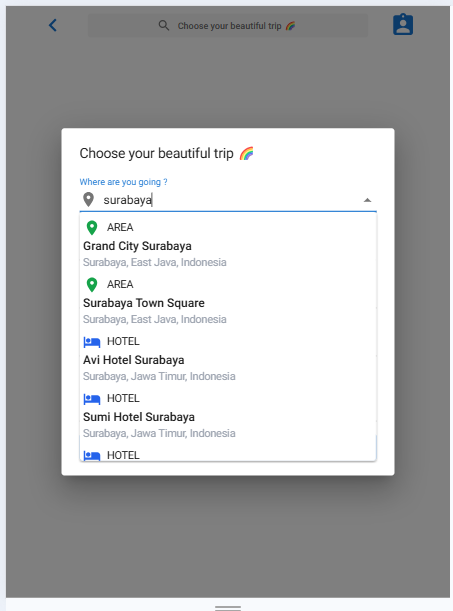 Choose your beautiful trip 🌈
Choose your beautiful trip 🌈
Where are you going ?
surabaya
AREA
Grand City Surabaya
Surabaya, East Java, Indonesia
AREA
Surabaya Town Square
Surabaya, East Java, Indonesia
HOTEL
Avi Hotel Surabaya
Surabaya, Jawa Timur, Indonesia
HOTEL
Sumi Hotel Surabaya
Surabaya, Jawa Timur, Indonesia
HOTEL